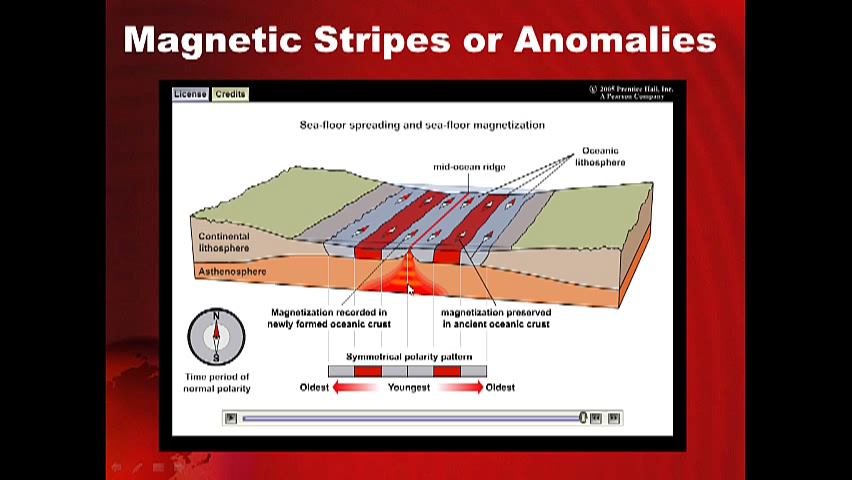 Magnetic Stripes or Anomalies
License Credits
© 2005 Prentice Hall, Inc.
A Pearson Company
Sea-floor spreading and sea-floor magnetization
mid-ocean ridge
Oceanic
lithosphere
Continental
lithosphere
Asthenosphere
Magnetization recorded in
newly formed oceanic crust
magnetization preserved
in ancient oceanic crust
N
S
Time period of
normal polarity
Symmetrical polarity pattern
Oldest Youngest Oldest